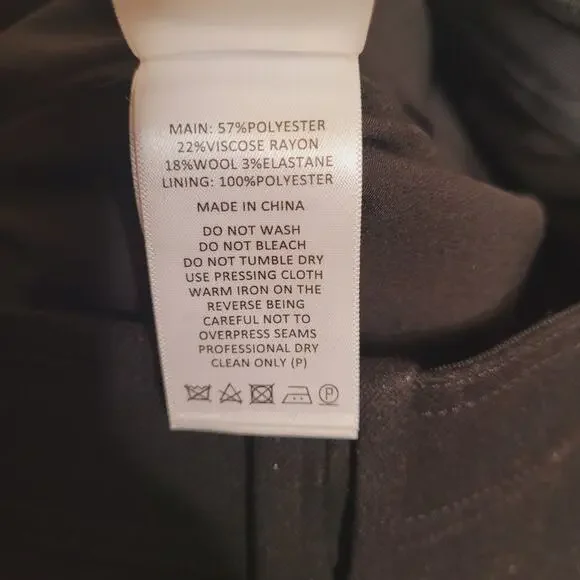 MAIN: 57%POLYESTER
22%VISCOSE RAYON
18%WOOL 3%ELASTANE
LINING: 100%POLYESTER
MADE IN CHINA
DO NOT WASH
DO NOT BLEACH
DO NOT TUMBLE DRY
USE PRESSING CLOTH
WARM IRON ON THE
REVERSE BEING
CAREFUL NOT TO
OVERPRESS SEAMS
PROFESSIONAL DRY
CLEAN ONLY (P)
P